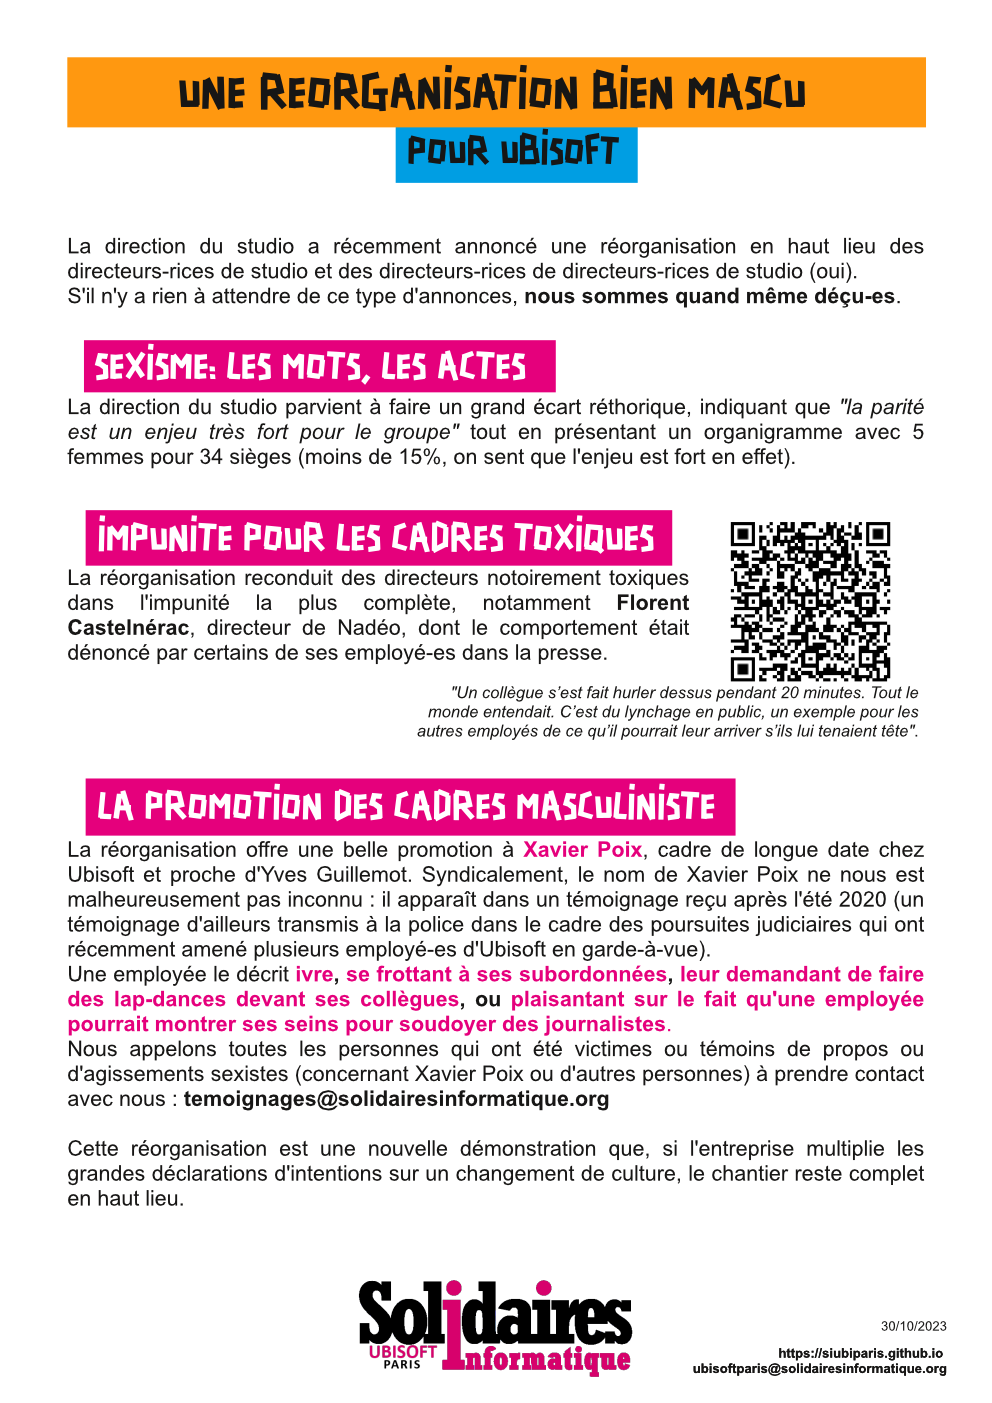 UNE REORGANISATION BIEN MASCU
POUR UBISOFT
La direction du studio a récemment annoncé une réorganisation en haut lieu des
directeurs-rices de studio et des directeurs-rices de directeurs-rices de studio (oui).
S'il n'y a rien à attendre de ce type d'annonces, nous sommes quand même déçu-es.
SEXISME: LES MOTS, LES ACTES
La direction du studio parvient à faire un grand écart réthorique, indiquant que "la parité
est un enjeu très fort pour le groupe" tout en présentant un organigramme avec 5
femmes pour 34 sièges (moins de 15%, on sent que l'enjeu est fort en effet).
IMPUNITE POUR LES CADRES TOXIQUES
La réorganisation reconduit des directeurs notoirement toxiques
dans l'impunité la plus complète, notamment Florent
Castelnérac, directeur de Nadéo, dont le comportement était
dénoncé par certains de ses employé-es dans la presse.
"Un collègue s’est fait hurler dessus pendant 20 minutes. Tout le
monde entendait. C’est du lynchage en public, un exemple pour les
autres employés de ce qu’il pourrait leur arriver s’ils lui tenaient tête".
LA PROMOTION DES CADRES MASCULINISTE
La réorganisation offre une belle promotion à Xavier Poix, cadre de longue date chez
Ubisoft et proche d'Yves Guillemot. Syndicalement, le nom de Xavier Poix ne nous est
malheureusement pas inconnu : il apparaît dans un témoignage reçu après l'été 2020 (un
témoignage d'ailleurs transmis à la police dans le cadre des poursuites judiciaires qui ont
récemment amené plusieurs employé-es d'Ubisoft en garde-à-vue).
Une employée le décrit ivre, se frottant à ses subordonnées, leur demandant de faire
des lap-dances devant ses collègues, ou plaisantant sur le fait qu'une employée
pourrait montrer ses seins pour soudoyer des journalistes.
Nous appelons toutes les personnes qui ont été victimes ou témoins de propos ou
d'agissements sexistes (concernant Xavier Poix ou d'autres personnes) à prendre contact
avec nous : temoignages@solidairesinformatique.org
Cette réorganisation est une nouvelle démonstration que, si l'entreprise multiplie les
grandes déclarations d'intentions sur un changement de culture, le chantier reste complet
en haut lieu.
Solidaires
Informatique
UBISOFT
PARIS
30/10/2023
https://siubiparis.github.io
ubisoftparis@solidairesinformatique.org